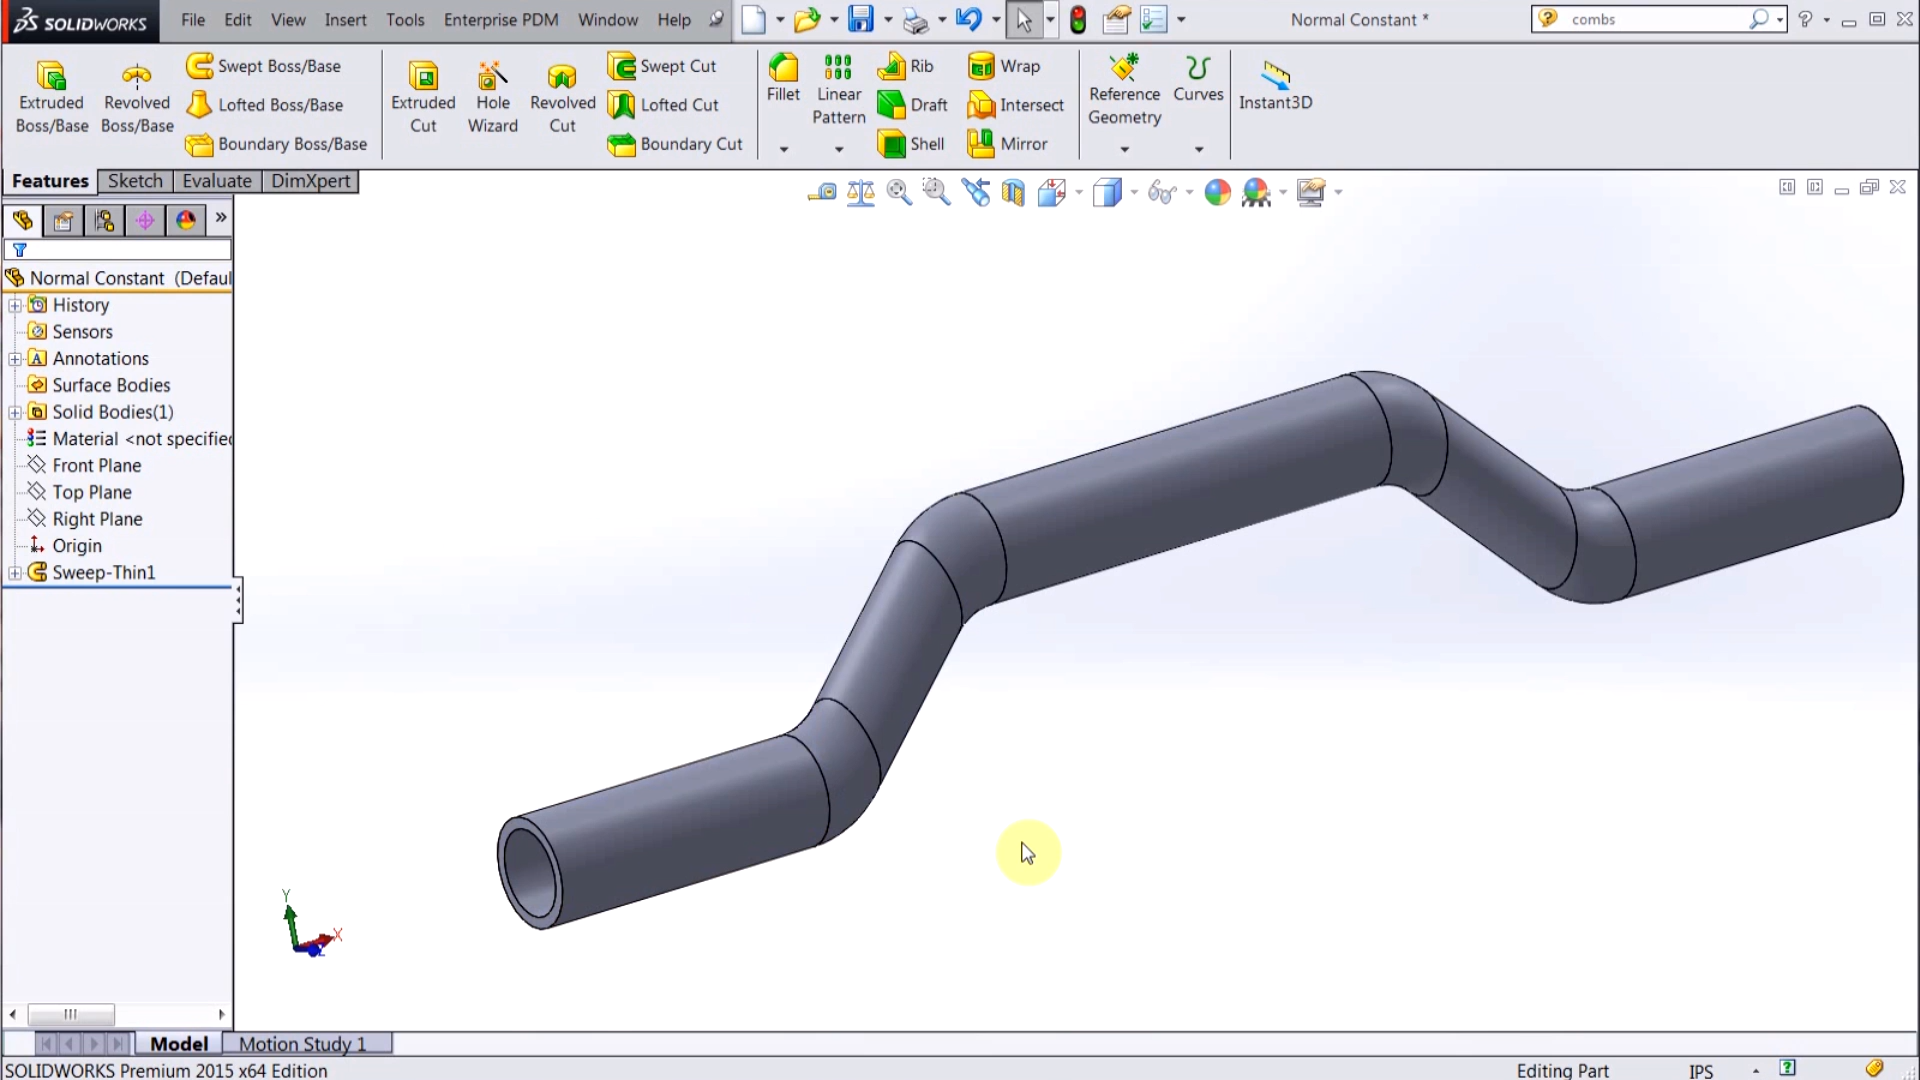 SOLIDWORKS File Edit View Insert Tools Enterprise PDM Window Help Normal Constant * combs
Extruded Boss/Base
Revolved Boss/Base
Swept Boss/Base
Lofted Boss/Base
Boundary Boss/Base
Extruded Cut
Hole Wizard
Revolved Cut
Swept Cut
Lofted Cut
Boundary Cut
Fillet
Linear Pattern
Rib
Draft
Shell
Wrap
Intersect
Mirror
Reference Geometry
Curves
Instant3D
Features Sketch Evaluate DimXpert
Normal Constant (Defaul
History
Sensors
Annotations
Surface Bodies
Solid Bodies(1)
Material <not specified
Front Plane
Top Plane
Right Plane
Origin
Sweep-Thin1
Y
X
Z
Model Motion Study 1
SOLIDWORKS Premium 2015 x64 Edition Editing Part IPS